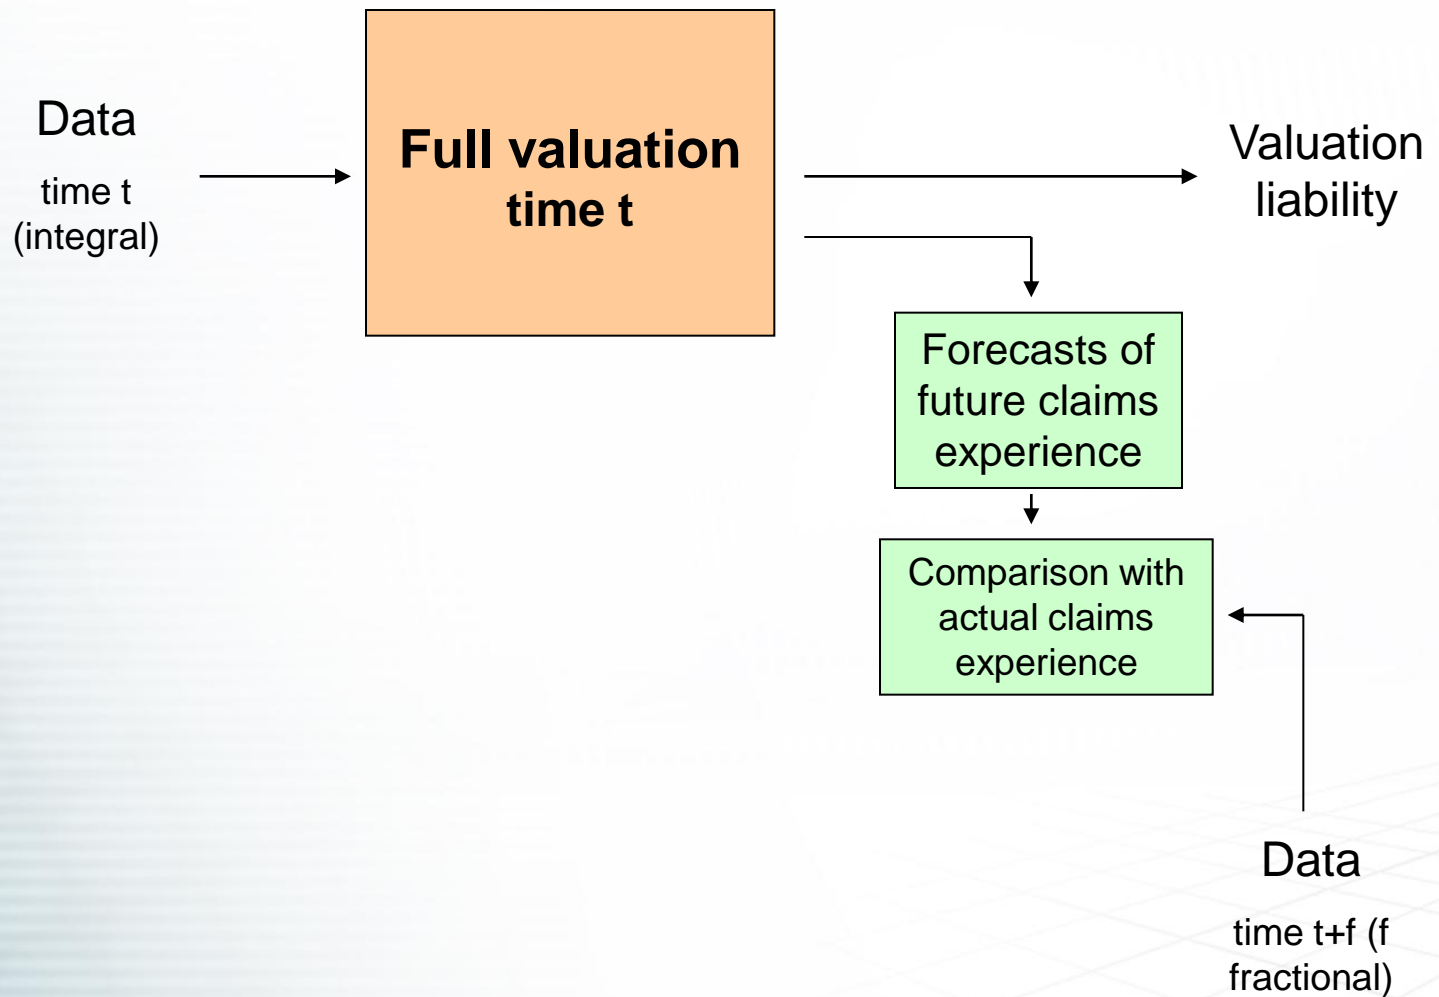 Data
time t
(integral)
Full valuation
time t
Valuation
liability
Forecasts of
future claims
experience
Comparison with
actual claims
experience
Data
time t+f (f
fractional)